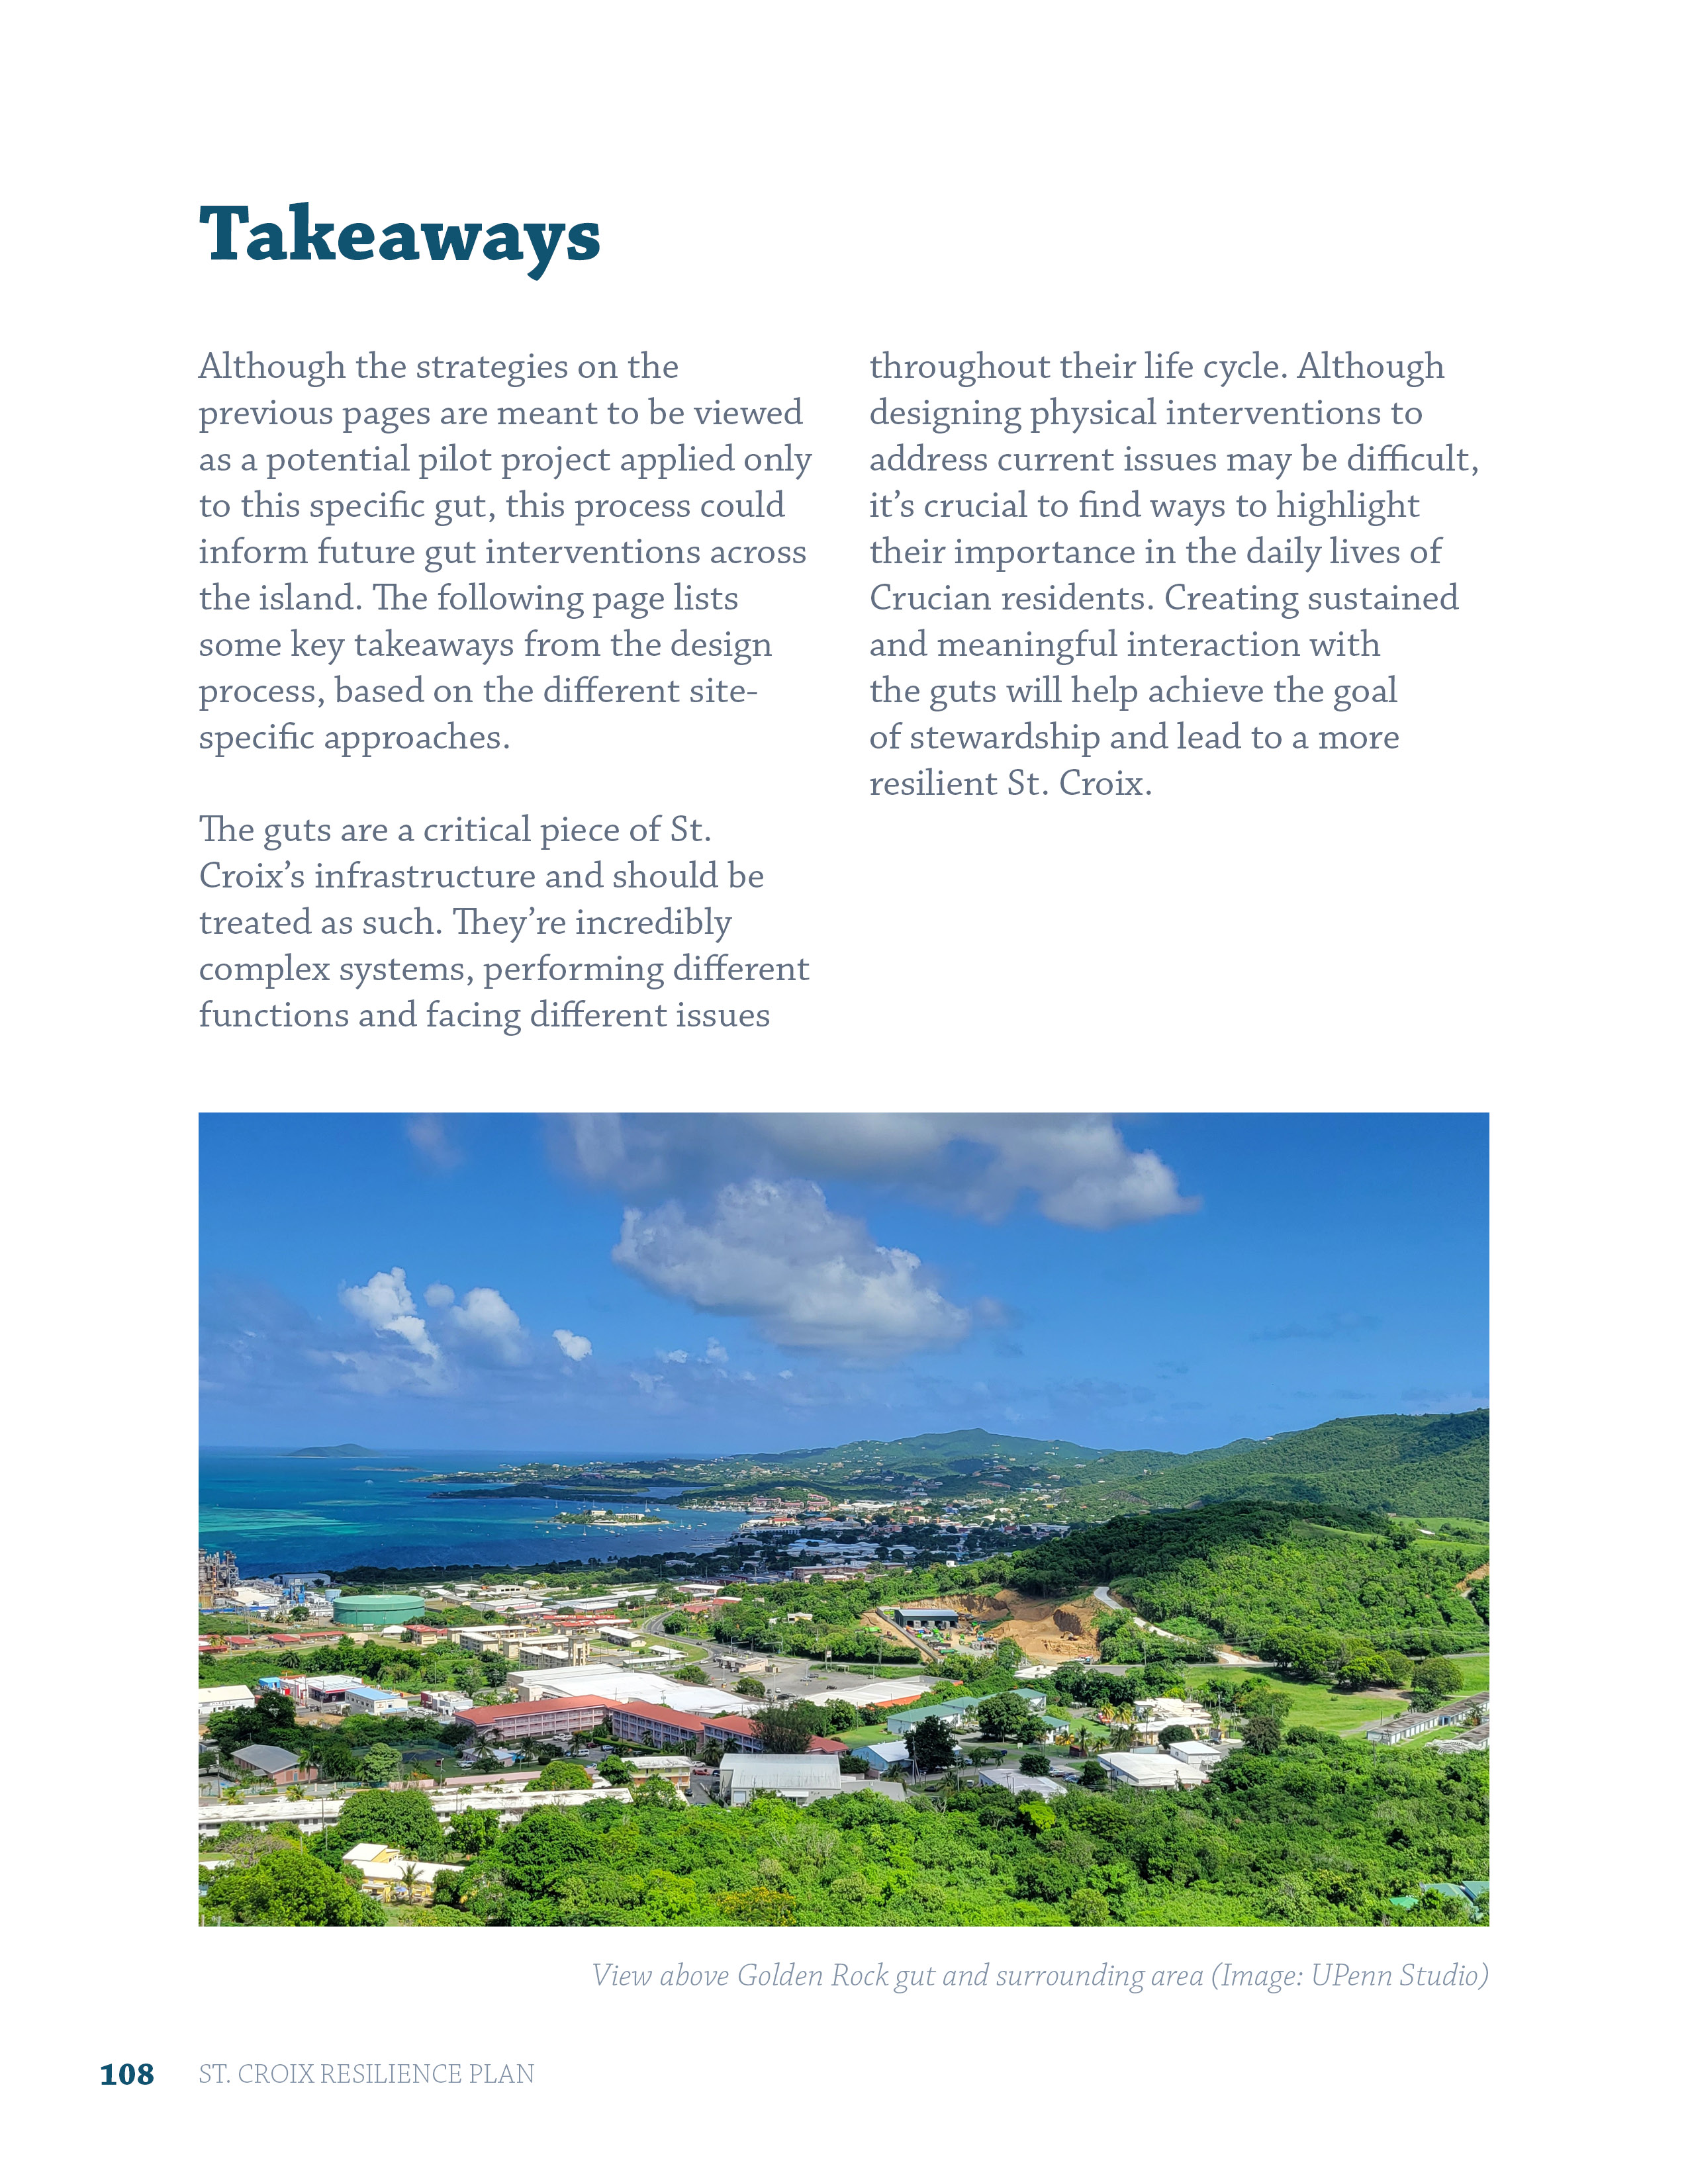 Takeaways
Although the strategies on the
previous pages are meant to be viewed
as a potential pilot project applied only
to this specific gut, this process could
inform future gut interventions across
the island. The following page lists
some key takeaways from the design
process, based on the different site-
specific approaches.
The guts are a critical piece of St.
Croix’s infrastructure and should be
treated as such. They’re incredibly
complex systems, performing different
functions and facing different issues
throughout their life cycle. Although
designing physical interventions to
address current issues may be difficult,
it’s crucial to find ways to highlight
their importance in the daily lives of
Crucian residents. Creating sustained
and meaningful interaction with
the guts will help achieve the goal
of stewardship and lead to a more
resilient St. Croix.
View above Golden Rock gut and surrounding area (Image: UPenn Studio)
108 ST. CROIX RESILIENCE PLAN